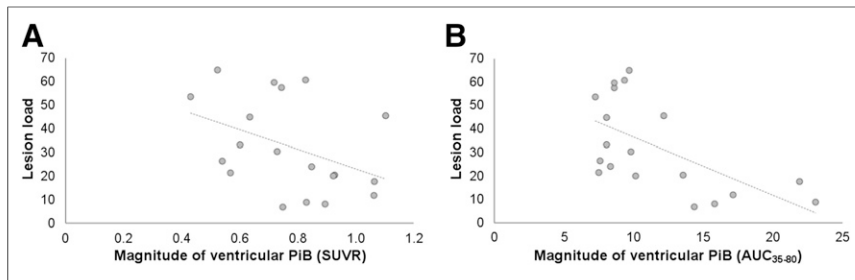 A
B
Lesion load
70
60
50
40
30
20
10
0
0 0.2 0.4 0.6 0.8 1 1.2
Magnitude of ventricular PiB (SUVR)
Lesion load
70
60
50
40
30
20
10
0
0 5 10 15 20 25
Magnitude of ventricular PiB (AUC35-80)